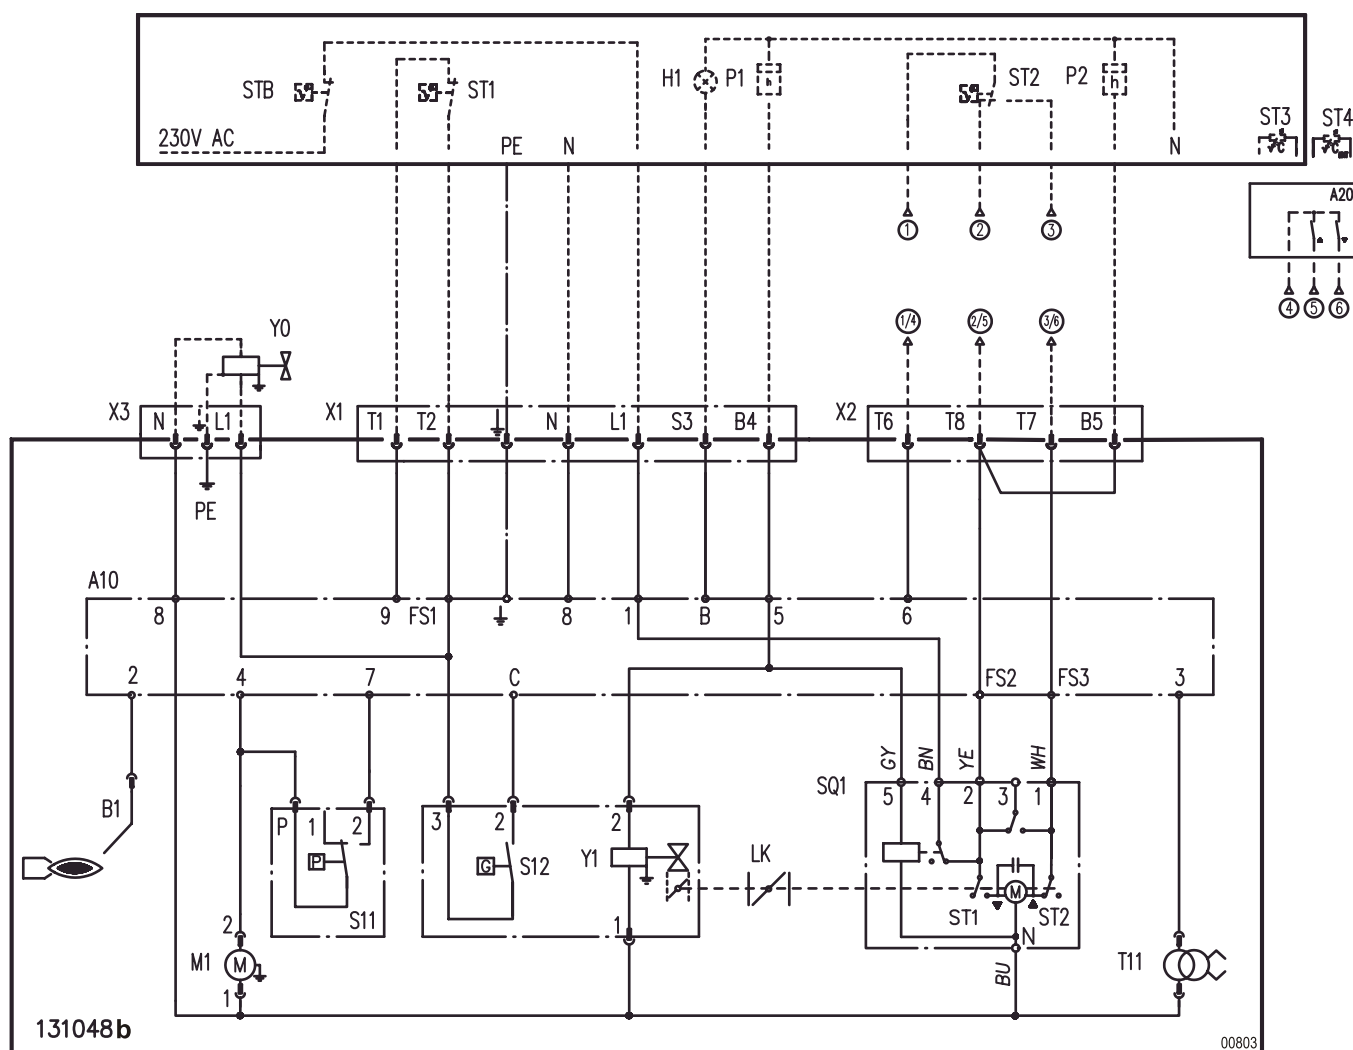 STB
ST1
H1
P1
h
ST2
P2
h
230V AC
PE
N
N
ST3
ST4
A20
1
2
3
4
5
6
Y0
1/4
2/5
3/6
X3
N
L1
X1
T1
T2
N
L1
S3
B4
X2
T6
T8
T7
B5
PE
A10
8
9
FS1
8
1
B
5
6
2
4
7
C
FS2
FS3
3
GY
BN
YE
WH
SQ1
5
4
2
3
1
B1
P
1
2
P
S11
3
2
G
S12
2
Y1
1
LK
M
ST1
ST2
N
BU
2
M1
M
1
T11
131048b
00803